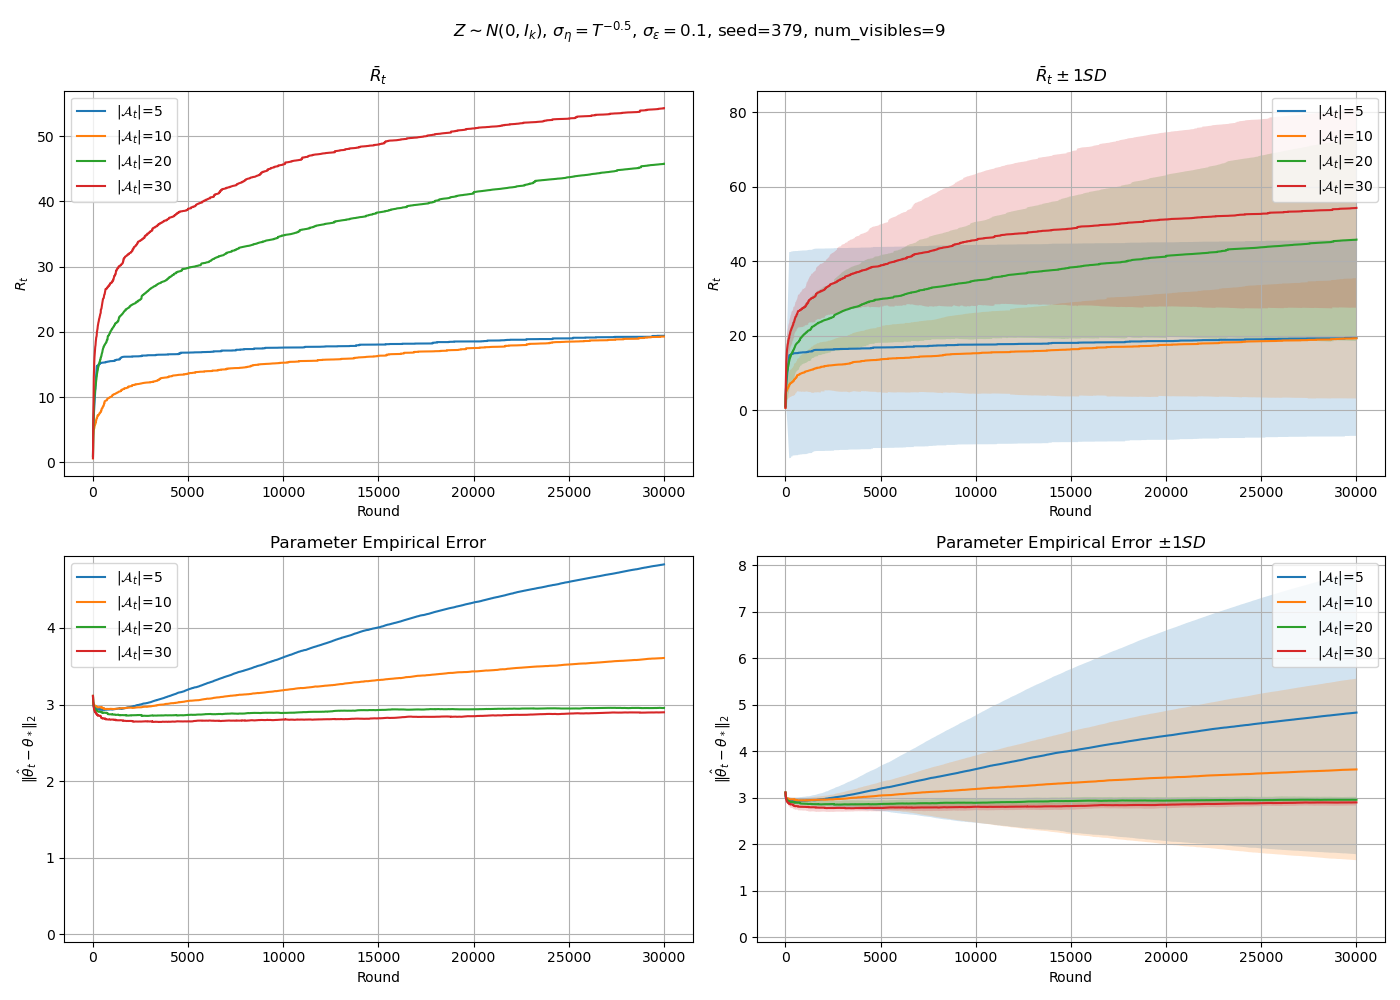 Z ∼ N(0, I_k), σ_η = T^{−0.5}, σ_ε = 0.1, seed=379, num_visibles=9
R̄_t
R_t
50
40
30
20
10
0
|𝒜_t|=5
|𝒜_t|=10
|𝒜_t|=20
|𝒜_t|=30
0 5000 10000 15000 20000 25000 30000
Round
R̄_t ± 1SD
R_t
80
60
40
20
0
|𝒜_t|=5
|𝒜_t|=10
|𝒜_t|=20
|𝒜_t|=30
0 5000 10000 15000 20000 25000 30000
Round
Parameter Empirical Error
‖θ̂_t − θ_*‖_2
4
3
2
1
0
|𝒜_t|=5
|𝒜_t|=10
|𝒜_t|=20
|𝒜_t|=30
0 5000 10000 15000 20000 25000 30000
Round
Parameter Empirical Error ±1SD
‖θ̂_t − θ_*‖_2
8
7
6
5
4
3
2
1
0
|𝒜_t|=5
|𝒜_t|=10
|𝒜_t|=20
|𝒜_t|=30
0 5000 10000 15000 20000 25000 30000
Round